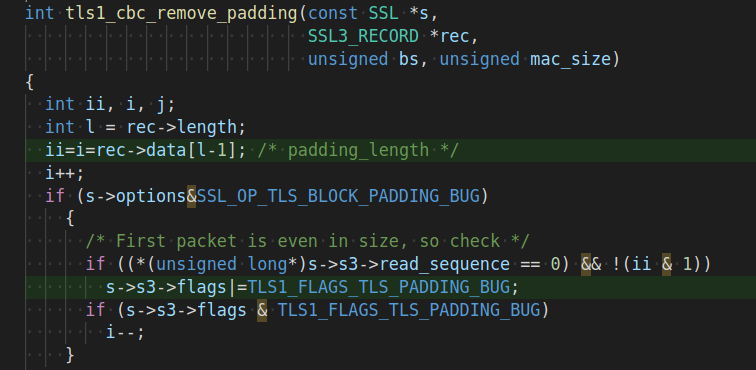 int tls1_cbc_remove_padding(const SSL *s,
SSL3_RECORD *rec,
unsigned bs, unsigned mac_size)
{
int ii, i, j;
int l = rec->length;
ii=i=rec->data[l-1]; /* padding_length */
i++;
if (s->options&SSL_OP_TLS_BLOCK_PADDING_BUG)
{
/* First packet is even in size, so check */
if ((*(unsigned long*)s->s3->read_sequence == 0) && !(ii & 1))
s->s3->flags|=TLS1_FLAGS_TLS_PADDING_BUG;
if (s->s3->flags & TLS1_FLAGS_TLS_PADDING_BUG)
i--;
}